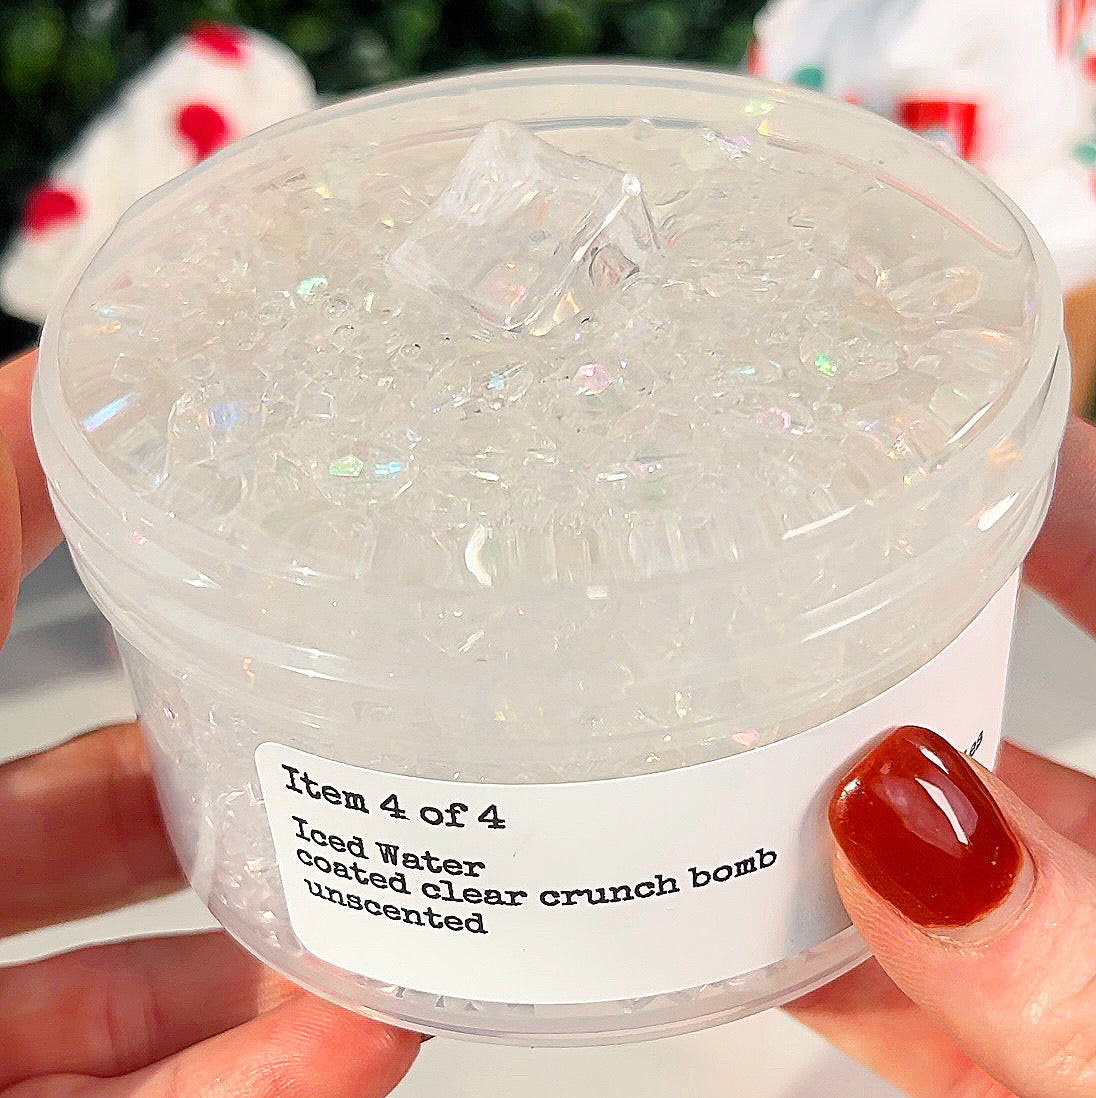 Item 4 of 4
Iced Water
coated clear crunch bomb
unscented